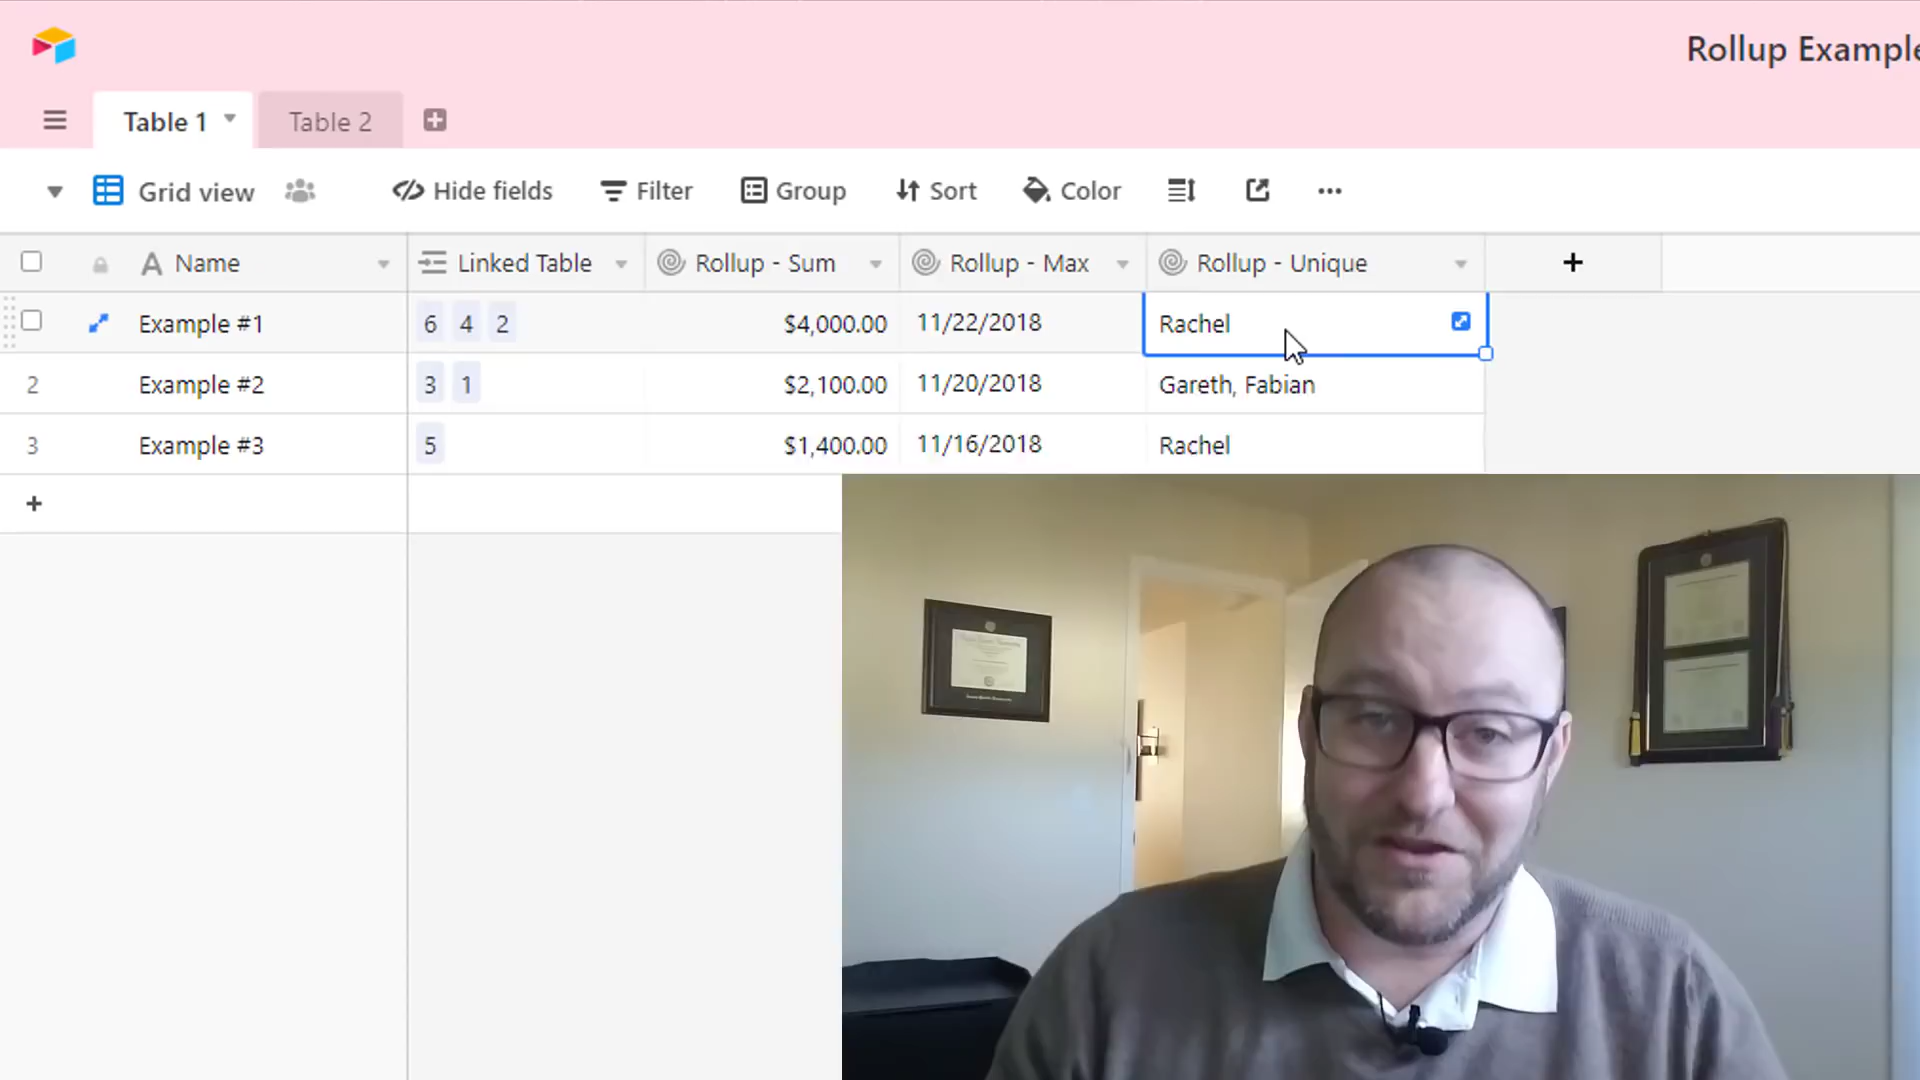 Rollup Example
Table 1
Table 2
Grid view
Hide fields
Filter
Group
Sort
Color
Name
Linked Table
Rollup - Sum
Rollup - Max
Rollup - Unique
Example #1
6 4 2
$4,000.00
11/22/2018
Rachel
2
Example #2
3 1
$2,100.00
11/20/2018
Gareth, Fabian
3
Example #3
5
$1,400.00
11/16/2018
Rachel